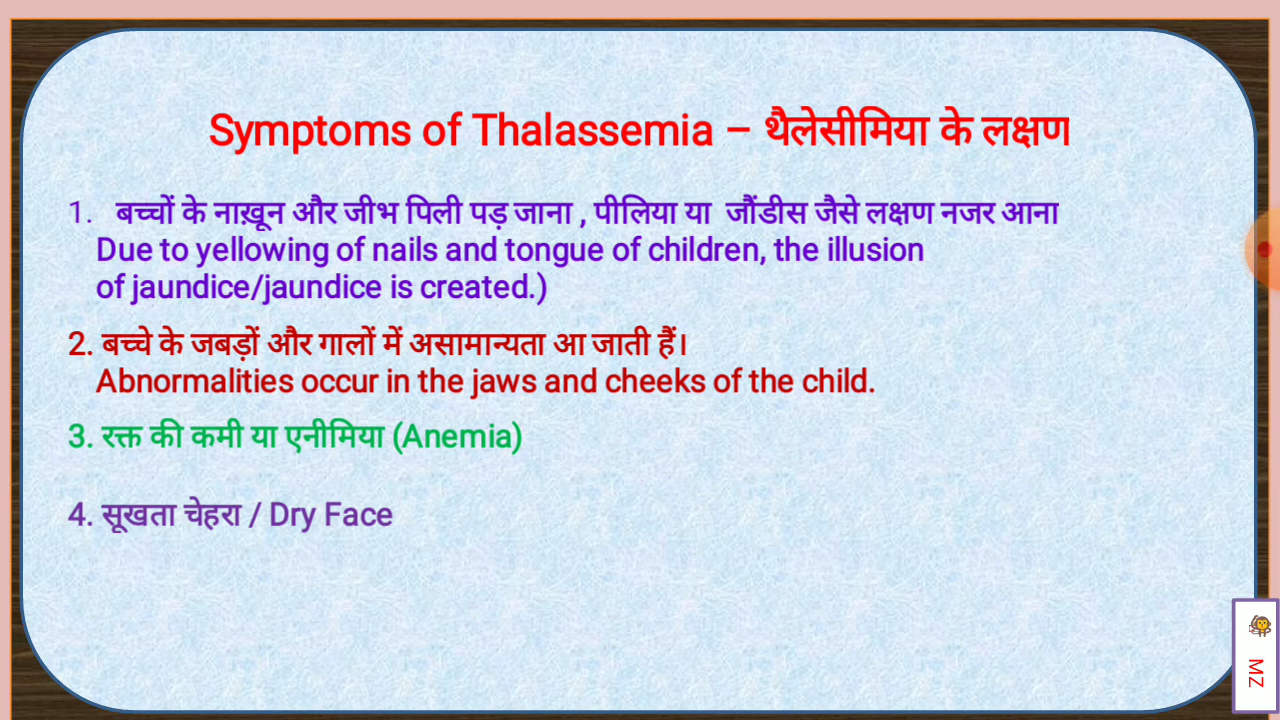 Symptoms of Thalassemia – थैलेसीमिया के लक्षण
1. बच्चों के नाख़ून और जीभ पिली पड़ जाना , पीलिया या जौंडीस जैसे लक्षण नजर आना
Due to yellowing of nails and tongue of children, the illusion
of jaundice/jaundice is created.)
2. बच्चे के जबड़ों और गालों में असामान्यता आ जाती हैं।
Abnormalities occur in the jaws and cheeks of the child.
3. रक्त की कमी या एनीमिया (Anemia)
4. सूखता चेहरा / Dry Face
MZ